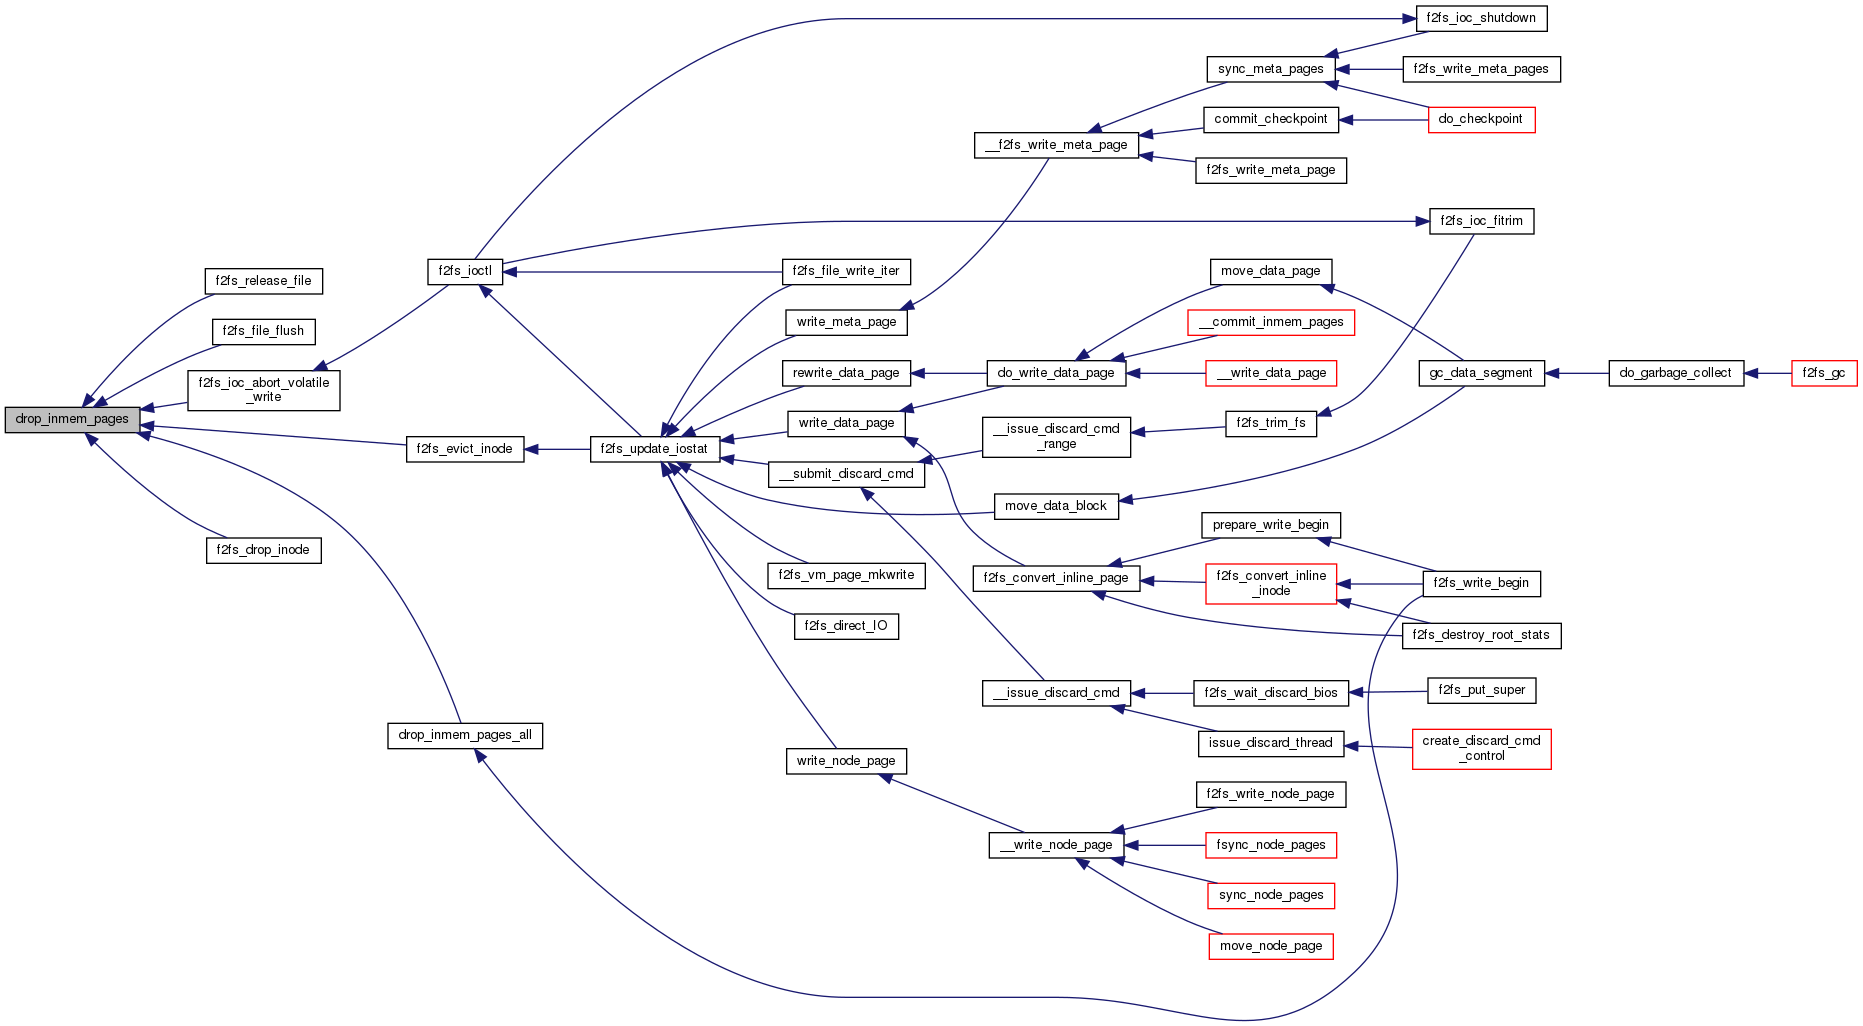 f2fs_ioc_shutdown
sync_meta_pages
f2fs_write_meta_pages
commit_checkpoint
do_checkpoint
__f2fs_write_meta_page
f2fs_write_meta_page
f2fs_ioc_fitrim
f2fs_ioctl
f2fs_file_write_iter
move_data_page
f2fs_release_file
write_meta_page
__commit_inmem_pages
f2fs_file_flush
rewrite_data_page
do_write_data_page
__write_data_page
gc_data_segment
do_garbage_collect
f2fs_gc
f2fs_ioc_abort_volatile
_write
drop_inmem_pages
write_data_page
__issue_discard_cmd
_range
f2fs_trim_fs
f2fs_evict_inode
f2fs_update_iostat
__submit_discard_cmd
move_data_block
prepare_write_begin
f2fs_drop_inode
f2fs_vm_page_mkwrite
f2fs_convert_inline_page
f2fs_convert_inline
_inode
f2fs_write_begin
f2fs_direct_IO
f2fs_destroy_root_stats
__issue_discard_cmd
f2fs_wait_discard_bios
f2fs_put_super
drop_inmem_pages_all
issue_discard_thread
create_discard_cmd
_control
write_node_page
f2fs_write_node_page
__write_node_page
fsync_node_pages
sync_node_pages
move_node_page